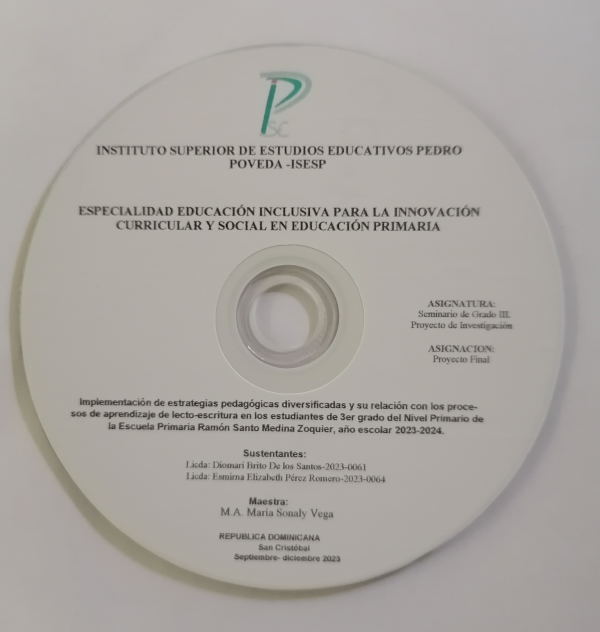 P
SC
INSTITUTO SUPERIOR DE ESTUDIOS EDUCATIVOS PEDRO
POVEDA -ISESP
ESPECIALIDAD EDUCACIÓN INCLUSIVA PARA LA INNOVACIÓN
CURRICULAR Y SOCIAL EN EDUCACIÓN PRIMARIA
ASIGNATURA:
Seminario de Grado III.
Proyecto de Investigación
ASIGNACION:
Proyecto Final
Implementación de estrategias pedagógicas diversificadas y su relación con los proce-
sos de aprendizaje de lecto-escritura en los estudiantes de 3er grado del Nivel Primario de
la Escuela Primaria Ramón Santo Medina Zoquier, año escolar 2023-2024.
Sustentantes:
Licda: Diomari Brito De los Santos-2023-0061
Licda: Esmirna Elizabeth Pérez Romero-2023-0064
Maestra:
M.A. María Sonaly Vega
REPUBLICA DOMINICANA
San Cristóbal
Septiembre- diciembre 2023